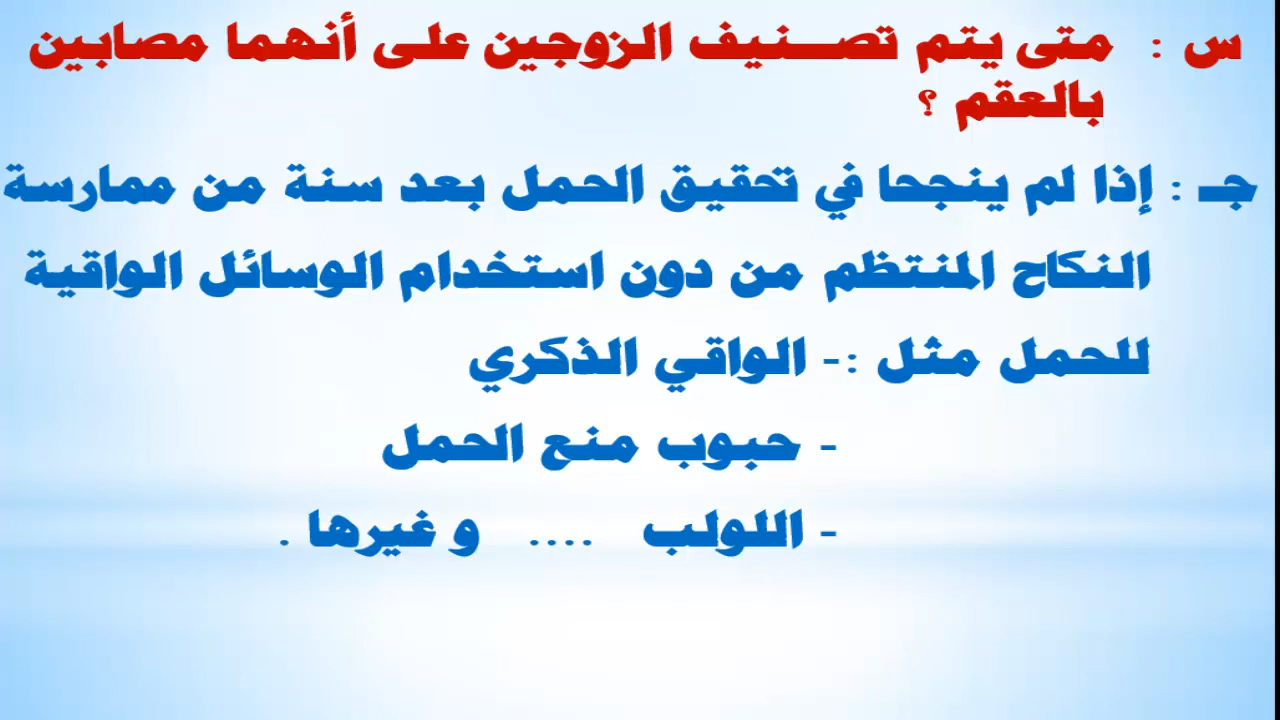 س : متى يتم تصنيف الزوجين على أنهما مصابين
بالعقم ؟
جـ : إذا لم ينجحا في تحقيق الحمل بعد سنة من ممارسة
النكاح المنتظم من دون استخدام الوسائل الواقية
للحمل مثل :- الواقي الذكري
- حبوب منع الحمل
- اللولب .... و غيرها .